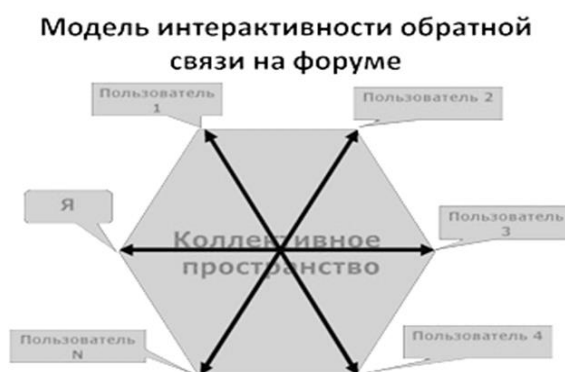 Модель интерактивности обратной
связи на форуме
Пользователь
1
Пользователь 2
Я
Коллективное
пространство
Пользователь
3
Пользователь
N
Пользователь 4